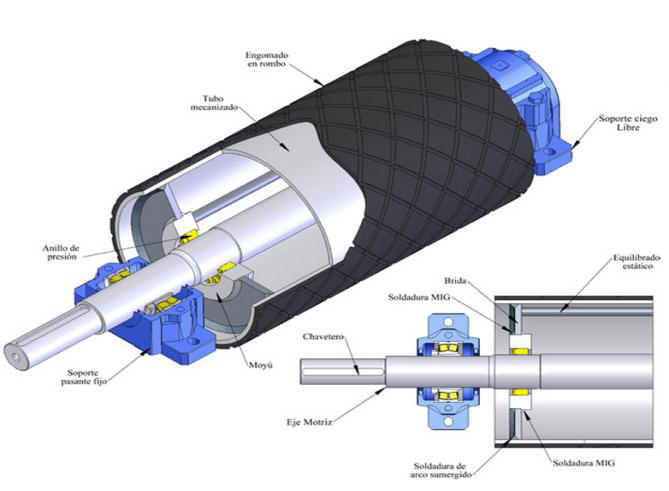 Engomado
en rombo
Tubo
mecanizado
Soporte ciego
Libre
Anillo de
presión
Soporte
pasante fijo
Moyú
Equilibrado
estático
Brida
Soldadura MIG
Chavetero
Eje Motriz
Soldadura de
arco sumergido
Soldadura MIG